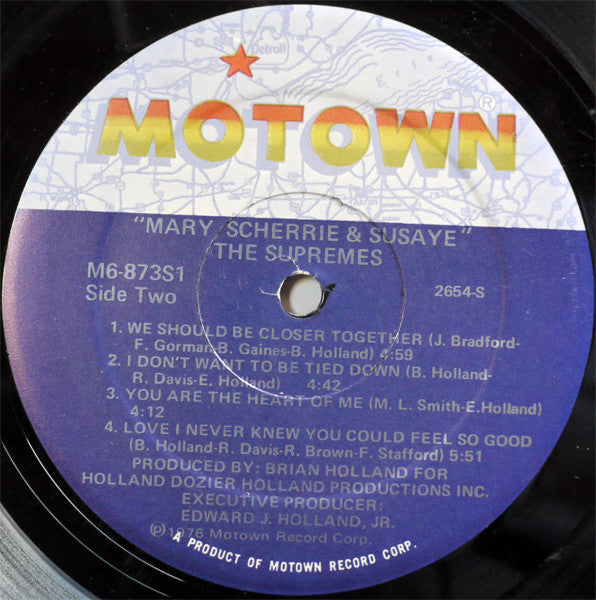 Detroit
MOTOWN®
"MARY, SCHERRIE & SUSAYE"
THE SUPREMES
M6-873S1
Side Two
2654-S
1. WE SHOULD BE CLOSER TOGETHER (J. Bradford-
F. Gorman-B. Gaines-B. Holland) 4:59
2. I DON'T WANT TO BE TIED DOWN (B. Holland-
R. Davis-E. Holland) 4:42
3. YOU ARE THE HEART OF ME (M. L. Smith-E.Holland)
4:12
4. LOVE I NEVER KNEW YOU COULD FEEL SO GOOD
(B. Holland-R. Davis-R. Brown-F. Stafford) 5:51
PRODUCED BY: BRIAN HOLLAND FOR
HOLLAND DOZIER HOLLAND PRODUCTIONS INC.
EXECUTIVE PRODUCER:
EDWARD J. HOLLAND, JR.
℗1976 Motown Record Corp.
A PRODUCT OF MOTOWN RECORD CORP.